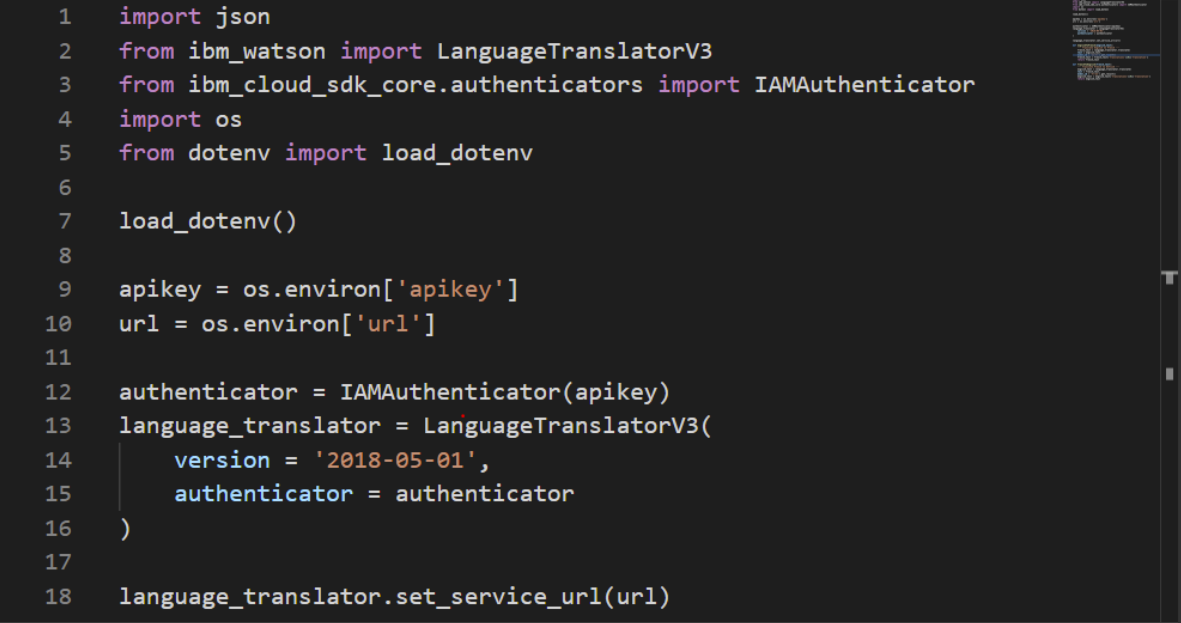 1 import json
2 from ibm_watson import LanguageTranslatorV3
3 from ibm_cloud_sdk_core.authenticators import IAMAuthenticator
4 import os
5 from dotenv import load_dotenv
6
7 load_dotenv()
8
9 apikey = os.environ['apikey']
10 url = os.environ['url']
11
12 authenticator = IAMAuthenticator(apikey)
13 language_translator = LanguageTranslatorV3(
14     version = '2018-05-01',
15     authenticator = authenticator
16 )
17
18 language_translator.set_service_url(url)